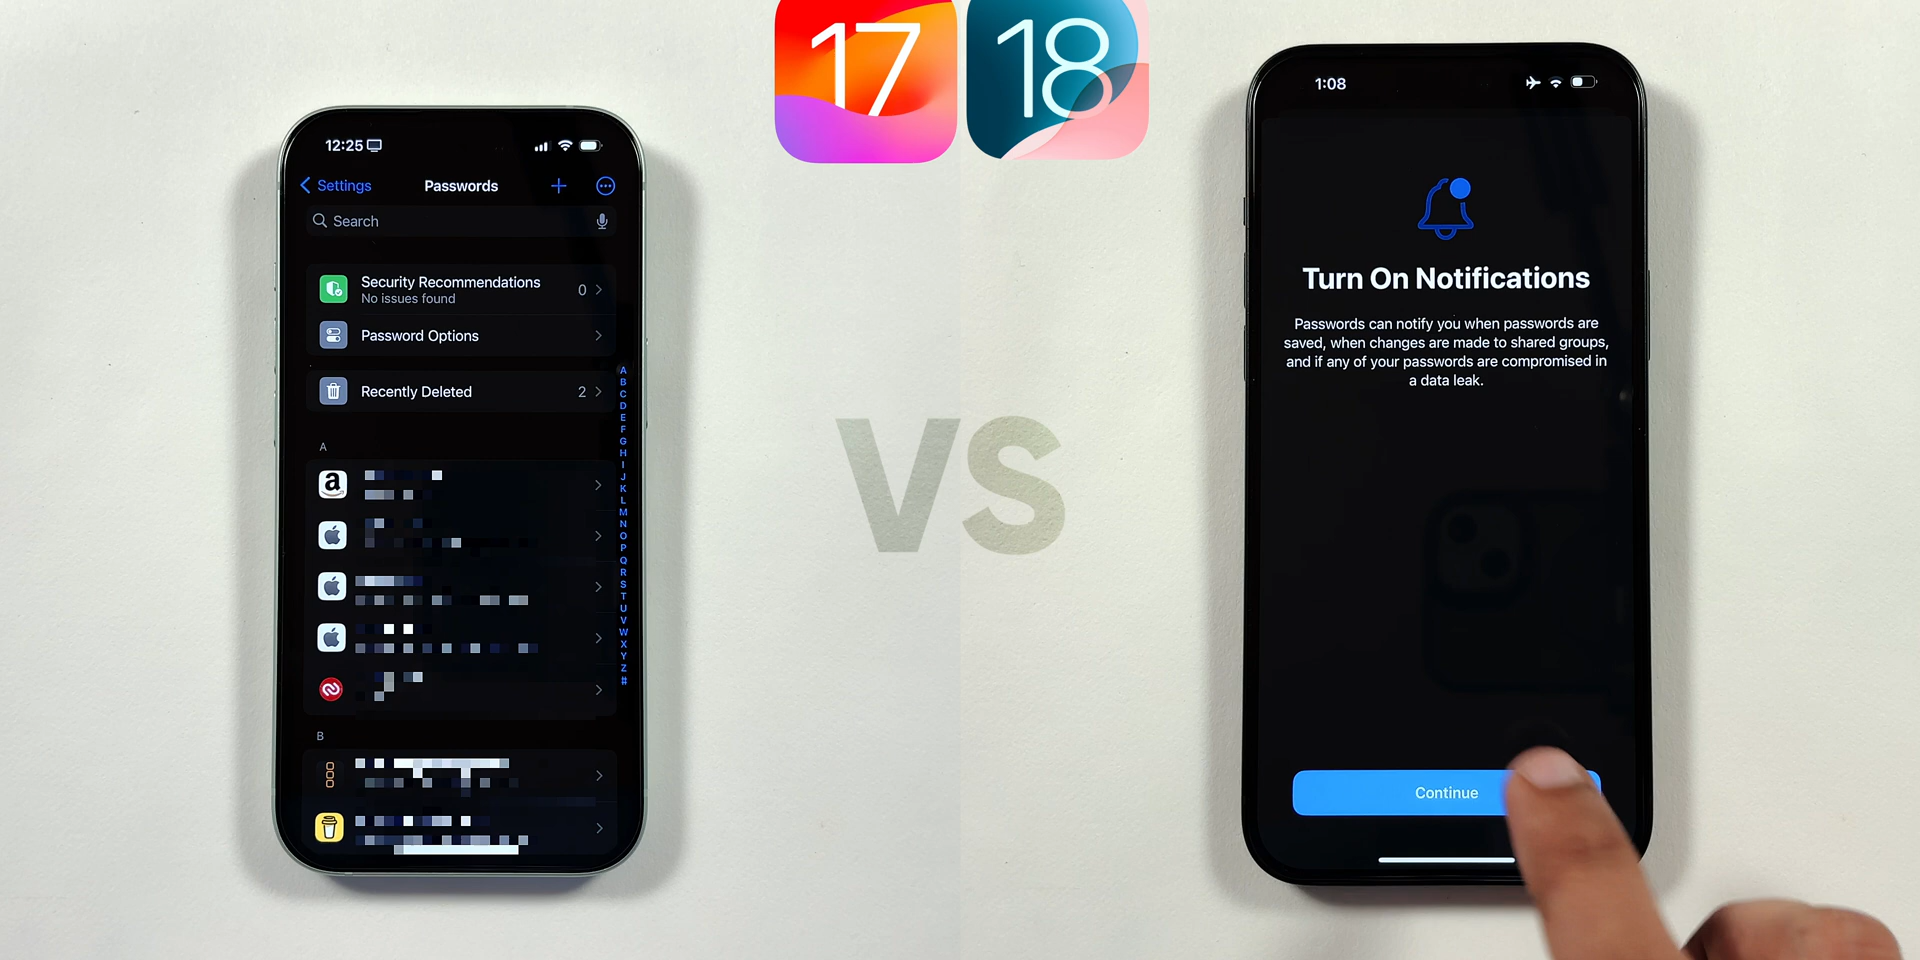 17
18
12:25
Settings
Passwords
Search
Security Recommendations
No issues found
0
Password Options
Recently Deleted
2
A
B
C
D
E
F
G
H
I
J
K
L
M
N
O
P
Q
R
S
T
U
V
W
X
Y
Z
#
A
a
B
VS
1:08
Turn On Notifications
Passwords can notify you when passwords are
saved, when changes are made to shared groups,
and if any of your passwords are compromised in
a data leak.
Continue